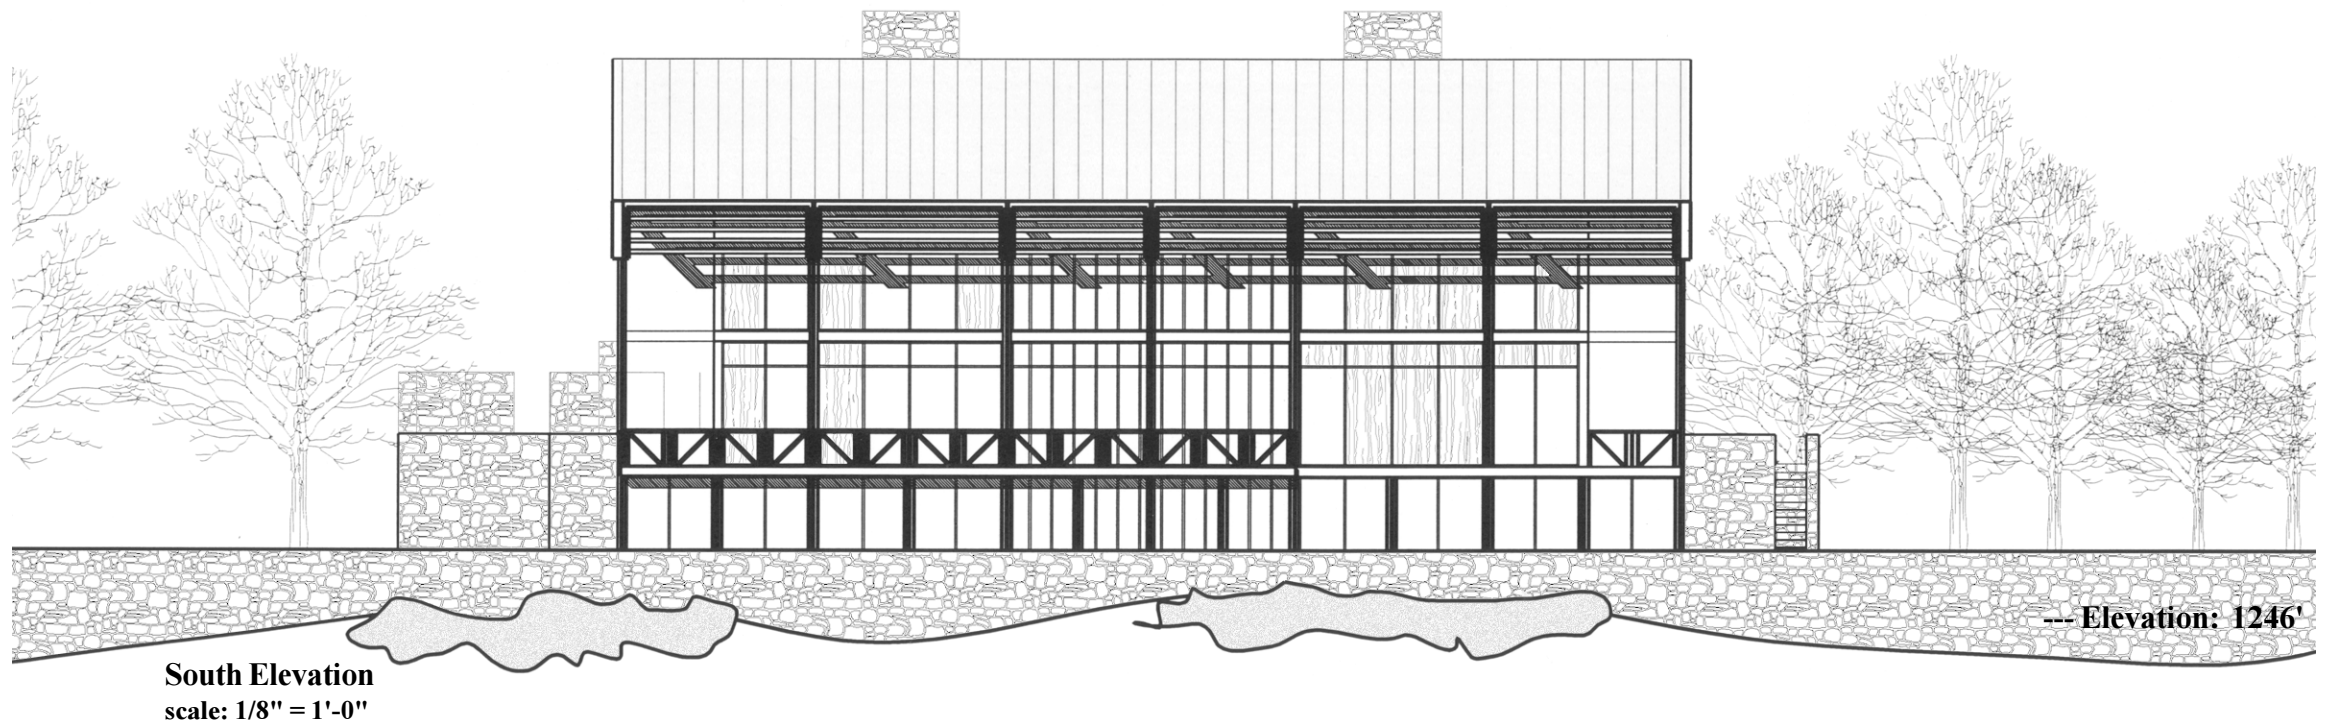 --- Elevation: 1246'
South Elevation
scale: 1/8" = 1'-0"